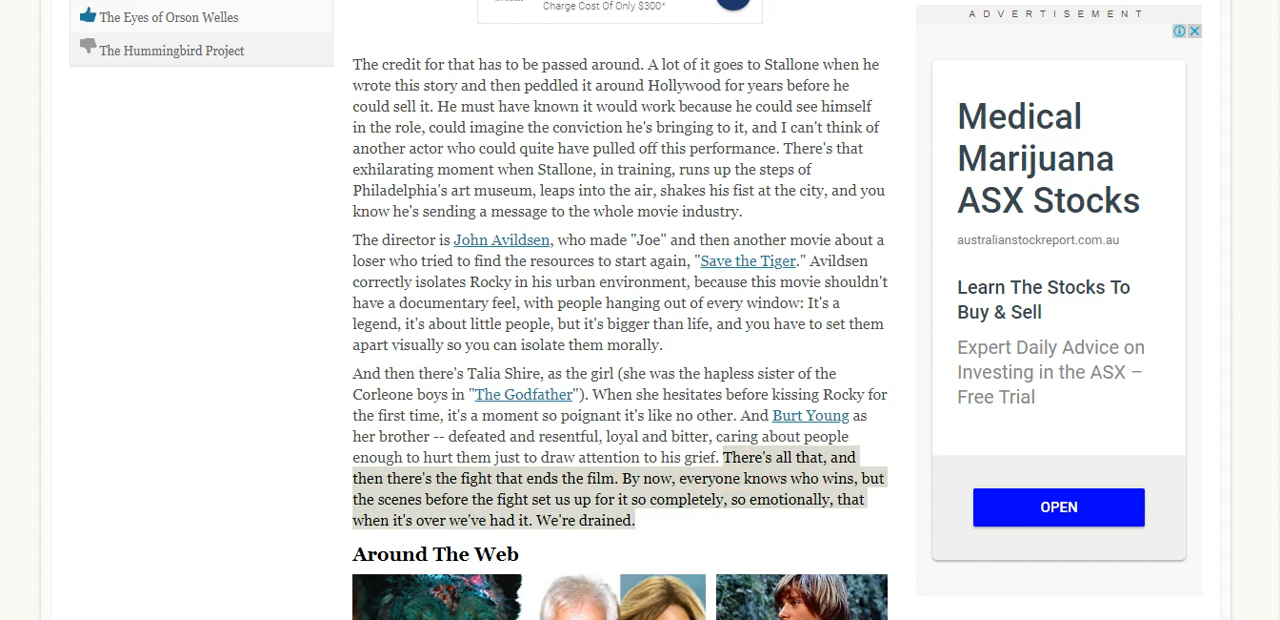 The Eyes of Orson Welles
The Hummingbird Project
Charge Cost Of Only $300*
The credit for that has to be passed around. A lot of it goes to Stallone when he
wrote this story and then peddled it around Hollywood for years before he
could sell it. He must have known it would work because he could see himself
in the role, could imagine the conviction he's bringing to it, and I can't think of
another actor who could quite have pulled off this performance. There's that
exhilarating moment when Stallone, in training, runs up the steps of
Philadelphia's art museum, leaps into the air, shakes his fist at the city, and you
know he's sending a message to the whole movie industry.
The director is John Avildsen, who made "Joe" and then another movie about a
loser who tried to find the resources to start again, "Save the Tiger." Avildsen
correctly isolates Rocky in his urban environment, because this movie shouldn't
have a documentary feel, with people hanging out of every window: It's a
legend, it's about little people, but it's bigger than life, and you have to set them
apart visually so you can isolate them morally.
And then there's Talia Shire, as the girl (she was the hapless sister of the
Corleone boys in "The Godfather"). When she hesitates before kissing Rocky for
the first time, it's a moment so poignant it's like no other. And Burt Young as
her brother -- defeated and resentful, loyal and bitter, caring about people
enough to hurt them just to draw attention to his grief. There's all that, and
then there's the fight that ends the film. By now, everyone knows who wins, but
the scenes before the fight set us up for it so completely, so emotionally, that
when it's over we've had it. We're drained.
Around The Web
ADVERTISEMENT
Medical
Marijuana
ASX Stocks
australianstockreport.com.au
Learn The Stocks To
Buy & Sell
Expert Daily Advice on
Investing in the ASX –
Free Trial
OPEN